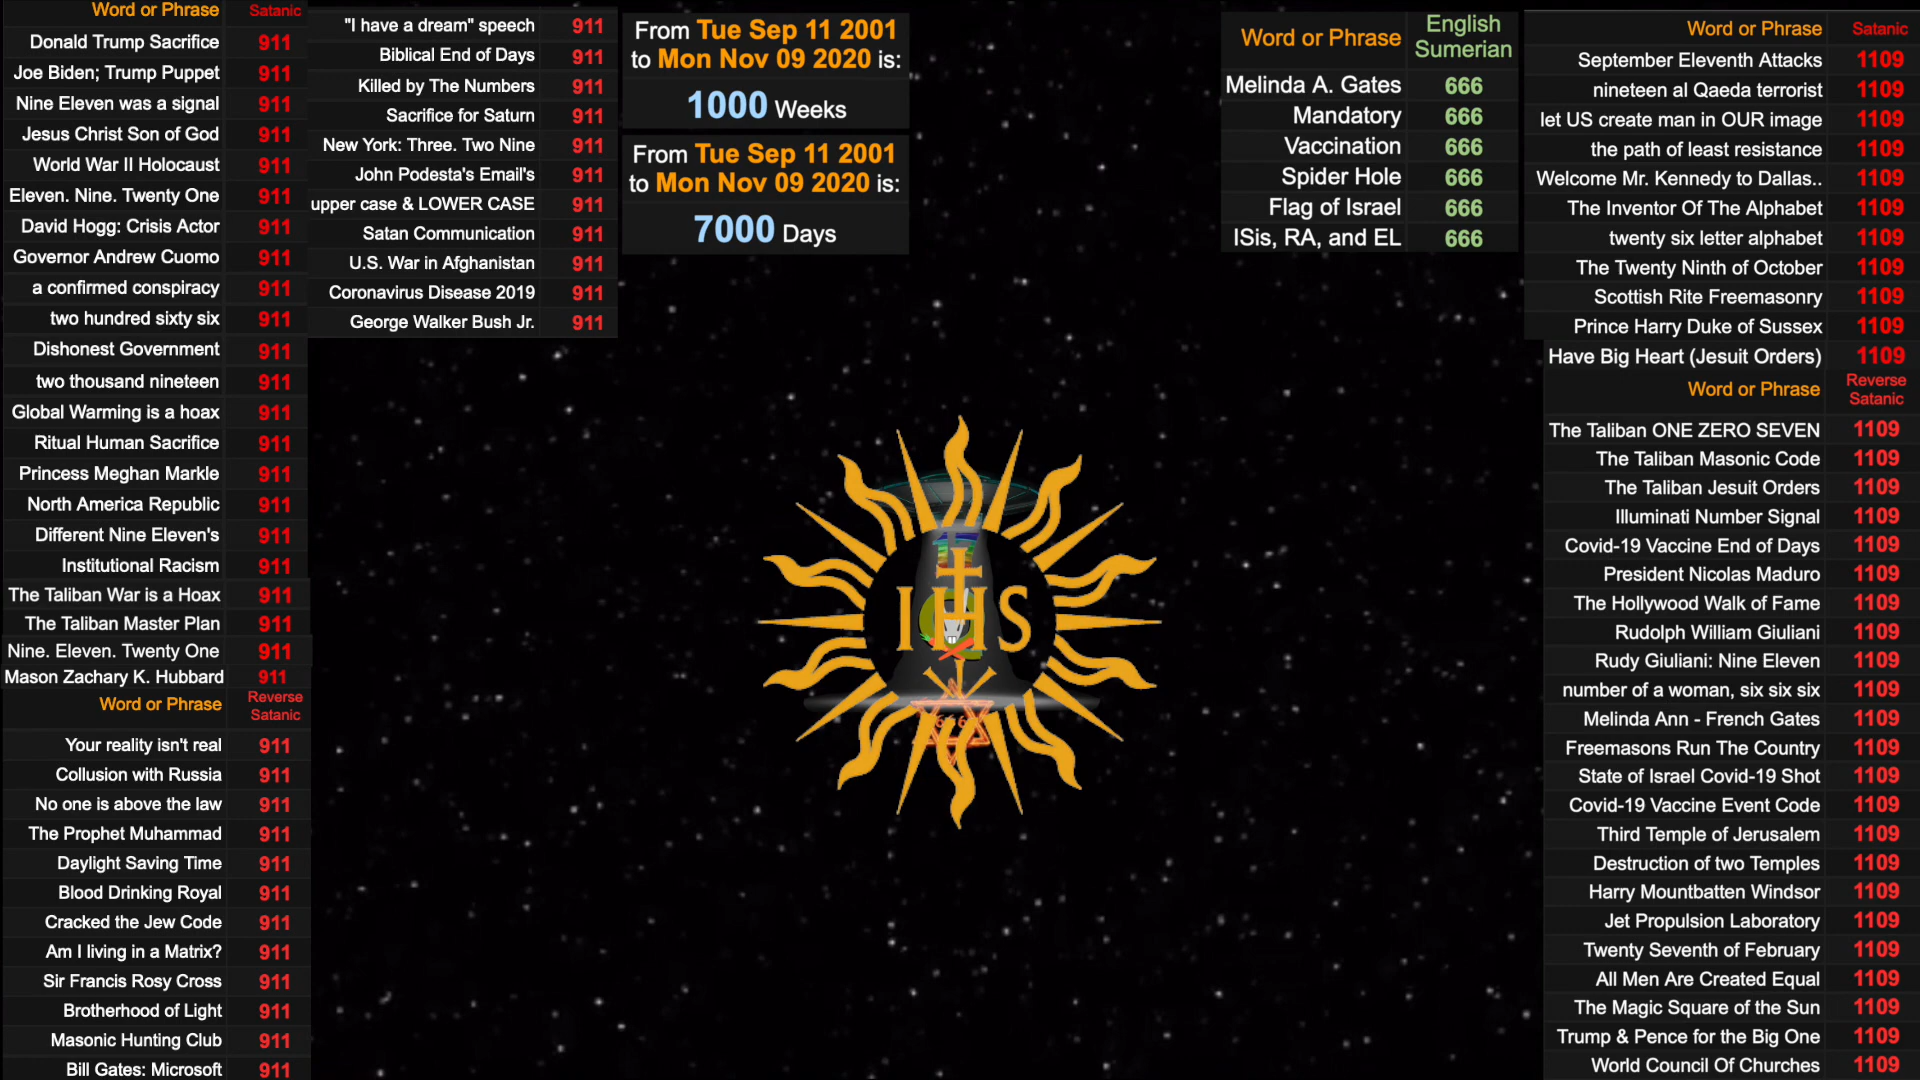 Word or Phrase Satanic
Donald Trump Sacrifice 911
Joe Biden; Trump Puppet 911
Nine Eleven was a signal 911
Jesus Christ Son of God 911
World War II Holocaust 911
Eleven. Nine. Twenty One 911
David Hogg: Crisis Actor 911
Governor Andrew Cuomo 911
a confirmed conspiracy 911
two hundred sixty six 911
Dishonest Government 911
two thousand nineteen 911
Global Warming is a hoax 911
Ritual Human Sacrifice 911
Princess Meghan Markle 911
North America Republic 911
Different Nine Eleven's 911
Institutional Racism 911
The Taliban War is a Hoax 911
The Taliban Master Plan 911
Nine. Eleven. Twenty One 911
Mason Zachary K. Hubbard 911
Word or Phrase Reverse Satanic
Your reality isn't real 911
Collusion with Russia 911
No one is above the law 911
The Prophet Muhammad 911
Daylight Saving Time 911
Blood Drinking Royal 911
Cracked the Jew Code 911
Am I living in a Matrix? 911
Sir Francis Rosy Cross 911
Brotherhood of Light 911
Masonic Hunting Club 911
Bill Gates: Microsoft 911
"I have a dream" speech 911
Biblical End of Days 911
Killed by The Numbers 911
Sacrifice for Saturn 911
New York: Three. Two Nine 911
John Podesta's Email's 911
upper case & LOWER CASE 911
Satan Communication 911
U.S. War in Afghanistan 911
Coronavirus Disease 2019 911
George Walker Bush Jr. 911
From Tue Sep 11 2001
to Mon Nov 09 2020 is:
1000 Weeks
From Tue Sep 11 2001
to Mon Nov 09 2020 is:
7000 Days
IHS
666
Word or Phrase English Sumerian
Melinda A. Gates 666
Mandatory 666
Vaccination 666
Spider Hole 666
Flag of Israel 666
ISis, RA, and EL 666
Word or Phrase Satanic
September Eleventh Attacks 1109
nineteen al Qaeda terrorist 1109
let US create man in OUR image 1109
the path of least resistance 1109
Welcome Mr. Kennedy to Dallas.. 1109
The Inventor Of The Alphabet 1109
twenty six letter alphabet 1109
The Twenty Ninth of October 1109
Scottish Rite Freemasonry 1109
Prince Harry Duke of Sussex 1109
Have Big Heart (Jesuit Orders) 1109
Word or Phrase Reverse Satanic
The Taliban ONE ZERO SEVEN 1109
The Taliban Masonic Code 1109
The Taliban Jesuit Orders 1109
Illuminati Number Signal 1109
Covid-19 Vaccine End of Days 1109
President Nicolas Maduro 1109
The Hollywood Walk of Fame 1109
Rudolph William Giuliani 1109
Rudy Giuliani: Nine Eleven 1109
number of a woman, six six six 1109
Melinda Ann - French Gates 1109
Freemasons Run The Country 1109
State of Israel Covid-19 Shot 1109
Covid-19 Vaccine Event Code 1109
Third Temple of Jerusalem 1109
Destruction of two Temples 1109
Harry Mountbatten Windsor 1109
Jet Propulsion Laboratory 1109
Twenty Seventh of February 1109
All Men Are Created Equal 1109
The Magic Square of the Sun 1109
Trump & Pence for the Big One 1109
World Council Of Churches 1109